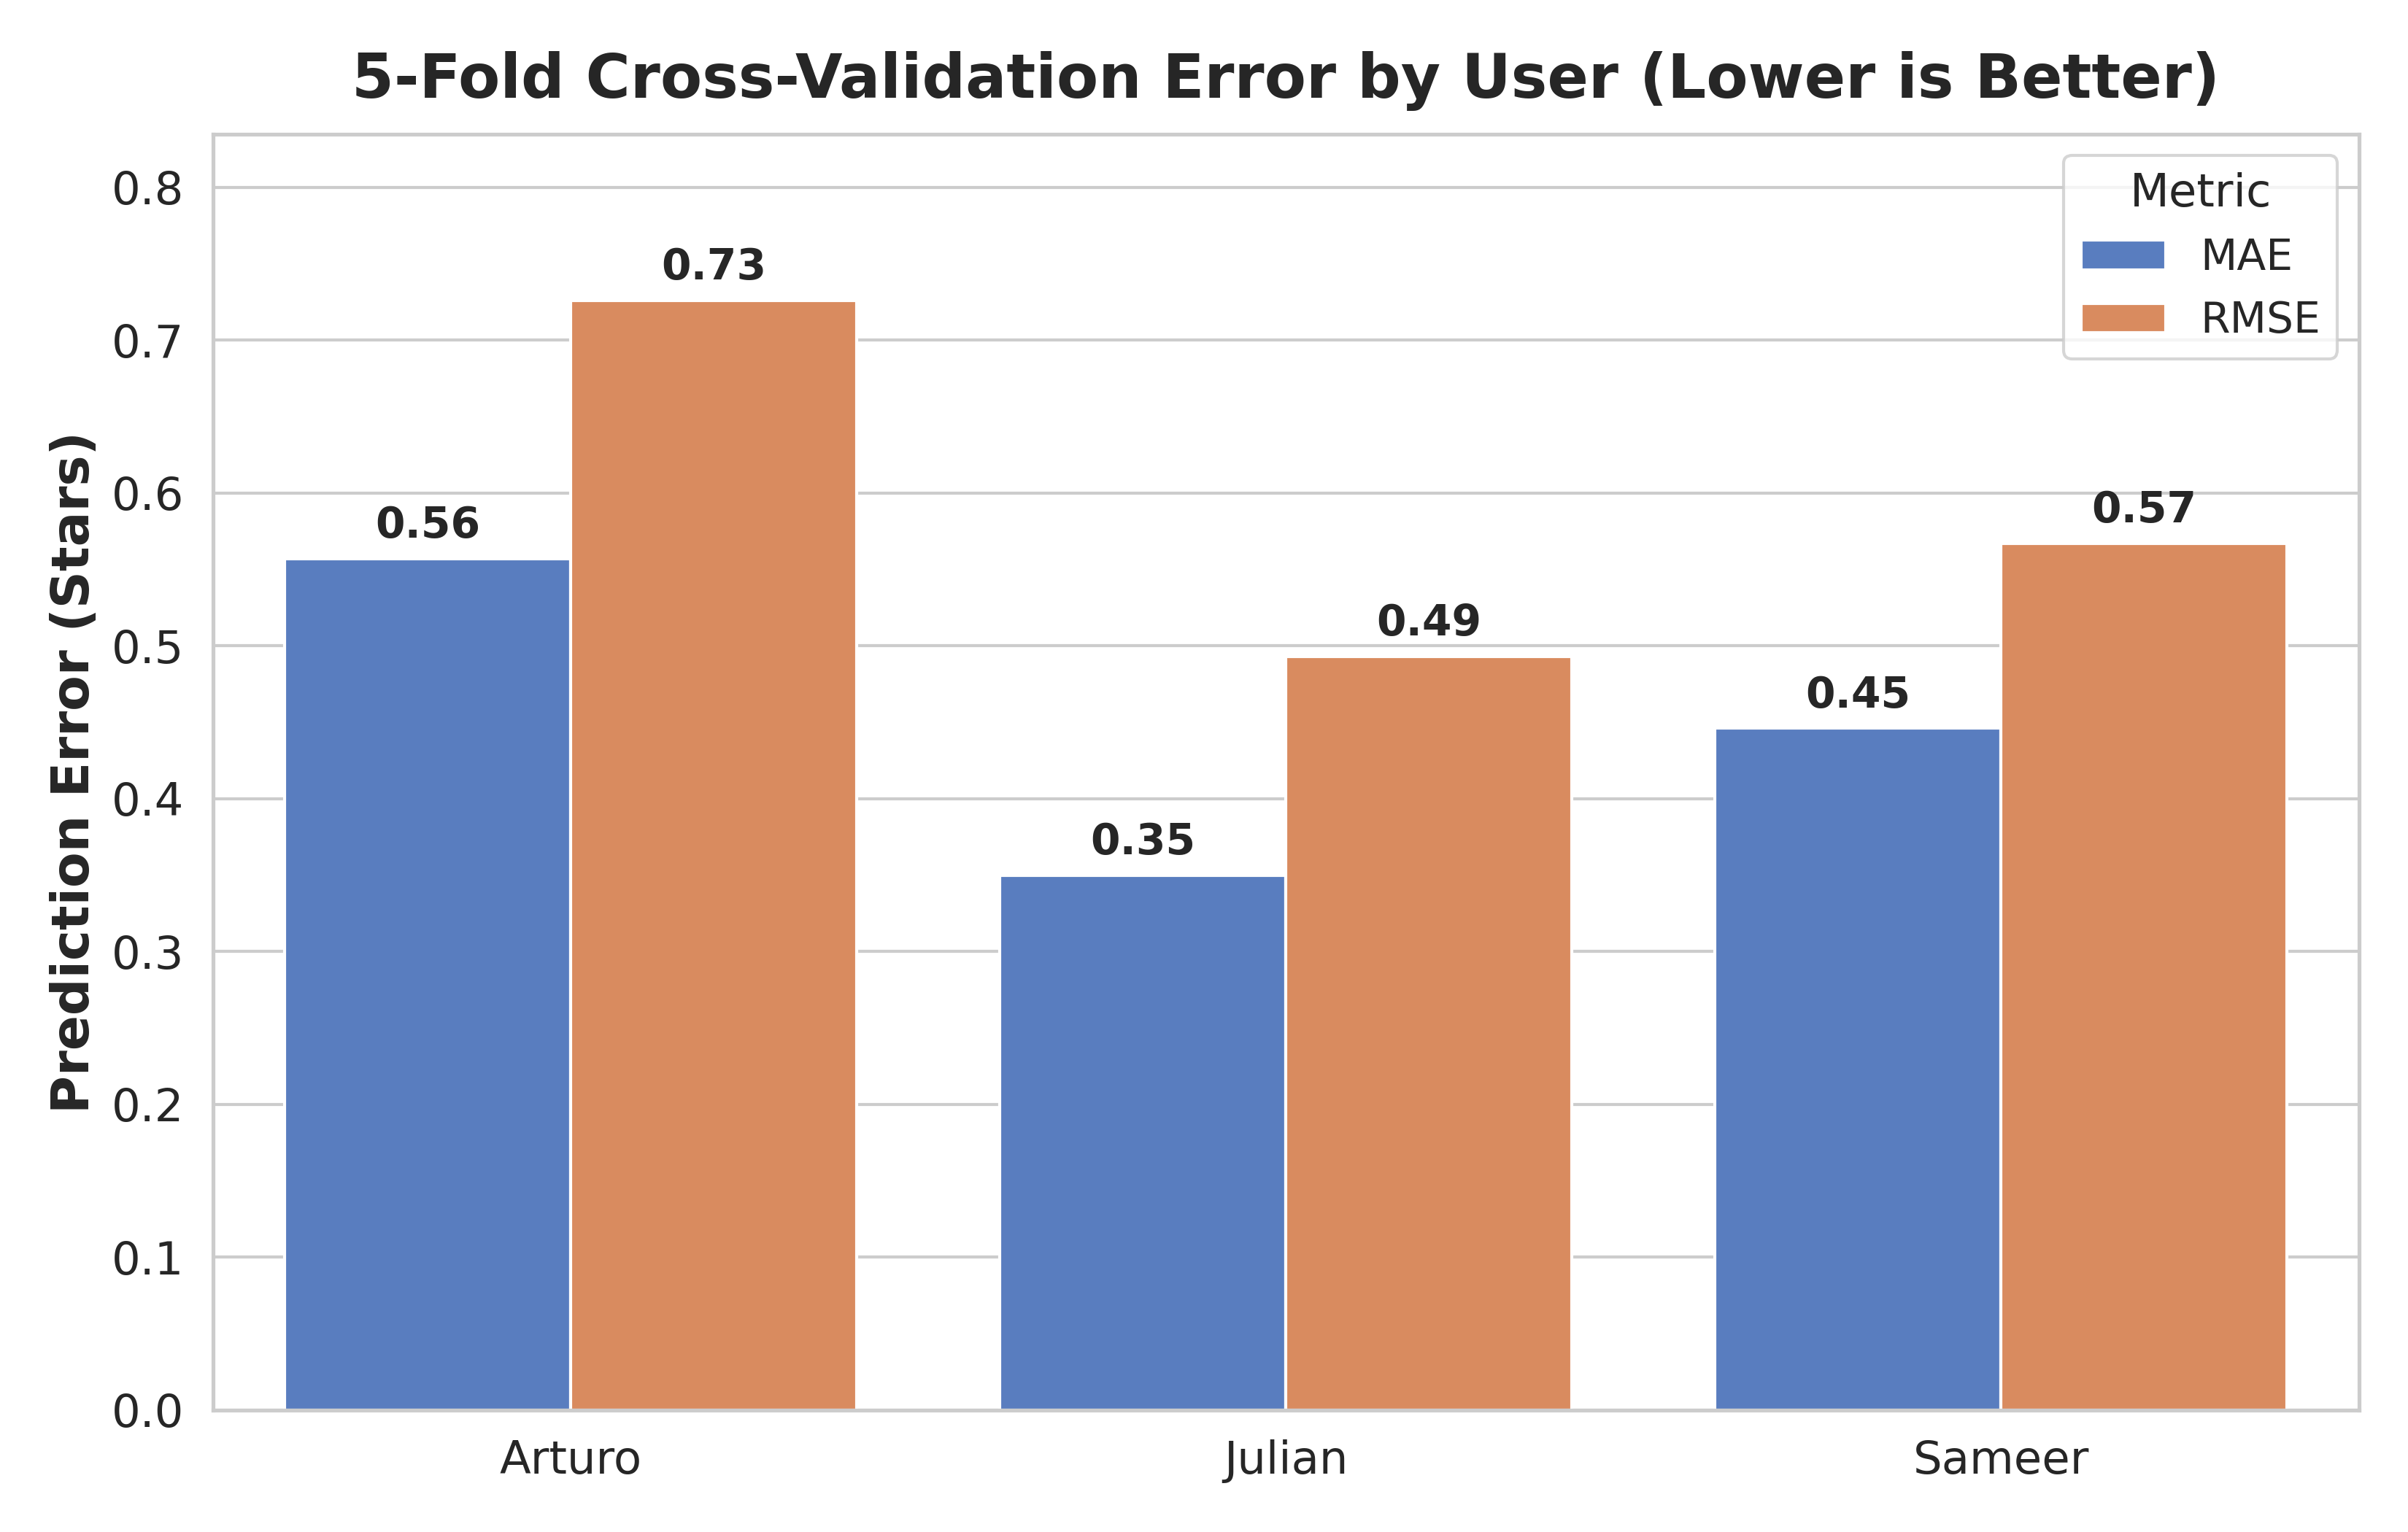 5-Fold Cross-Validation Error by User (Lower is Better)
Prediction Error (Stars)
0.8
0.7
0.6
0.5
0.4
0.3
0.2
0.1
0.0
Metric
MAE
RMSE
0.56
0.73
0.35
0.49
0.45
0.57
Arturo
Julian
Sameer